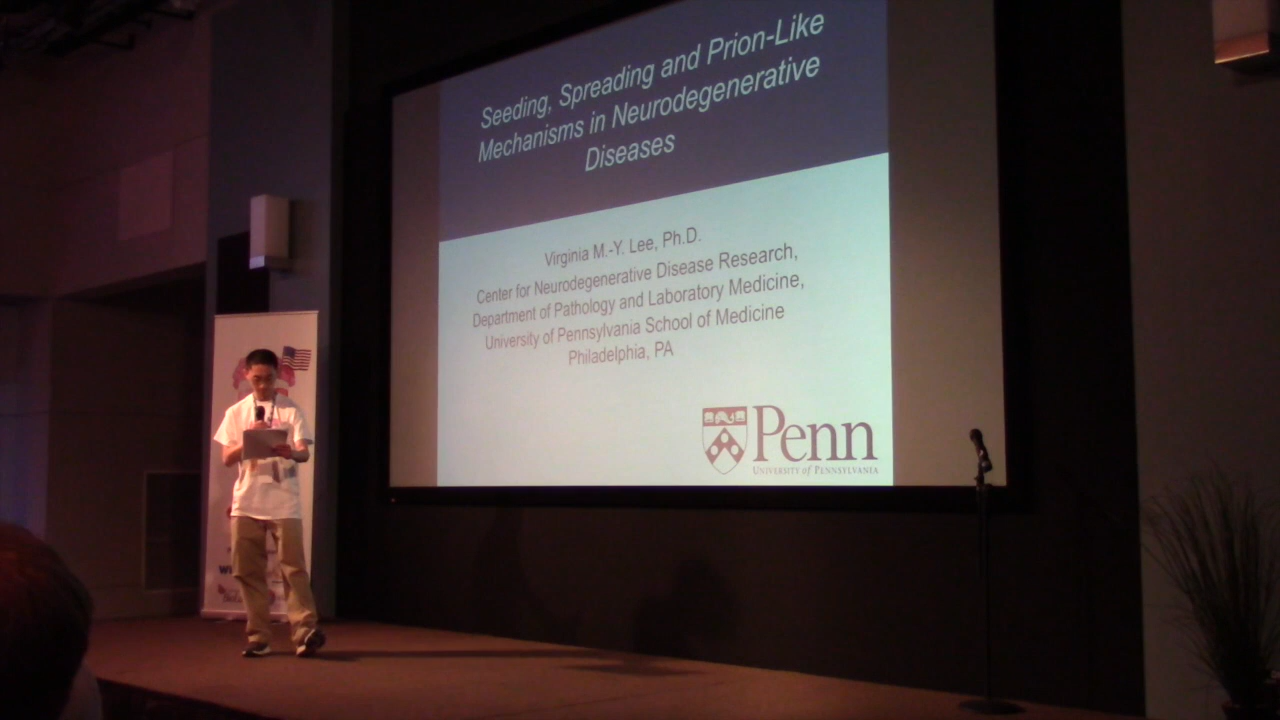 Seeding, Spreading and Prion-Like
Mechanisms in Neurodegenerative
Diseases
Virginia M.-Y. Lee, Ph.D.
Center for Neurodegenerative Disease Research,
Department of Pathology and Laboratory Medicine,
University of Pennsylvania School of Medicine
Philadelphia, PA
Penn
UNIVERSITY of PENNSYLVANIA